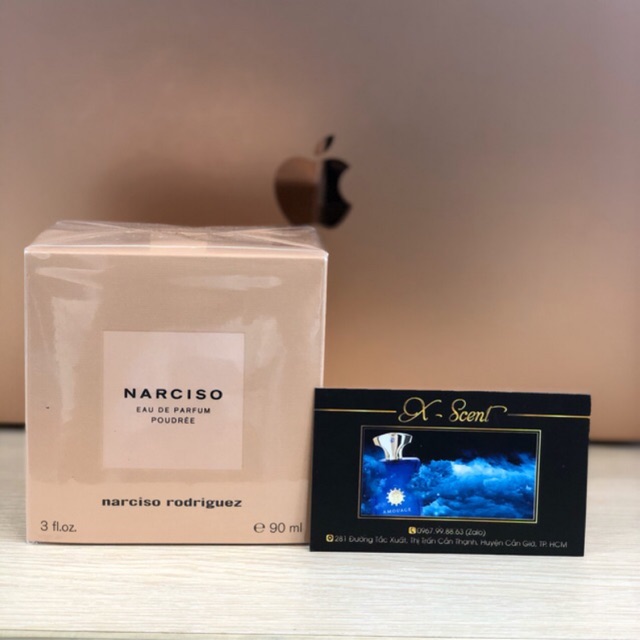 NARCISO
EAU DE PARFUM
POUDRÉE
narciso rodriguez
3 fl.oz.
℮ 90 ml
X - Scent
AMOUAGE
0967.99.88.63 (Zalo)
281 Đường Tắc Xuất, Thị Trấn Cần Thạnh, Huyện Cần Giờ, TP. HCM